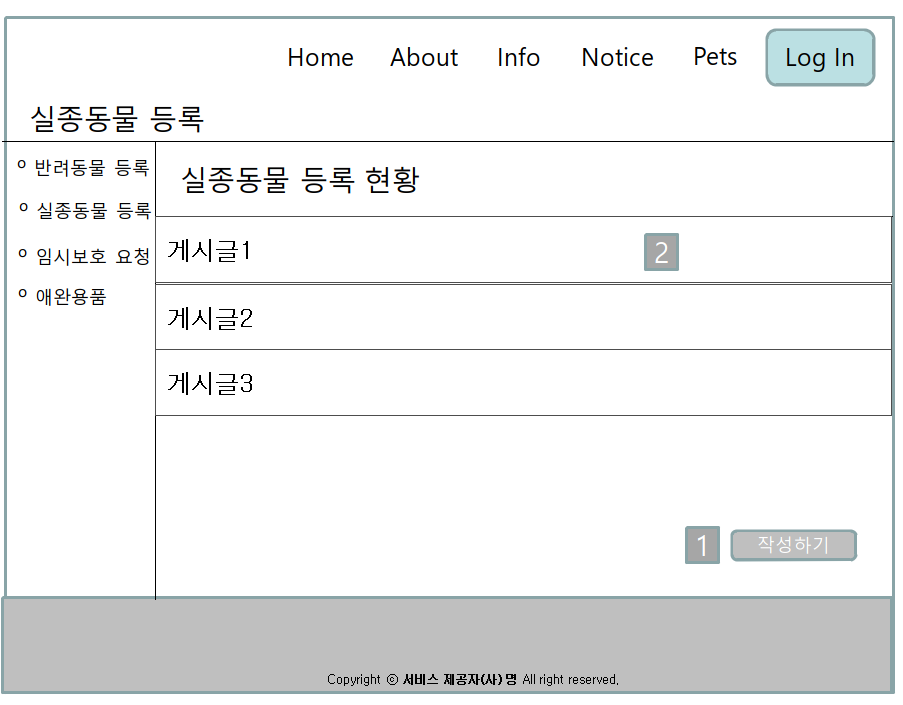 Home About Info Notice Pets Log In
실종동물 등록
o 반려동물 등록
o 실종동물 등록
o 임시보호 요청
o 애완용품
실종동물 등록 현황
게시글1
2
게시글2
게시글3
1 작성하기
Copyright ⓒ 서비스 제공자(사) 명 All right reserved.